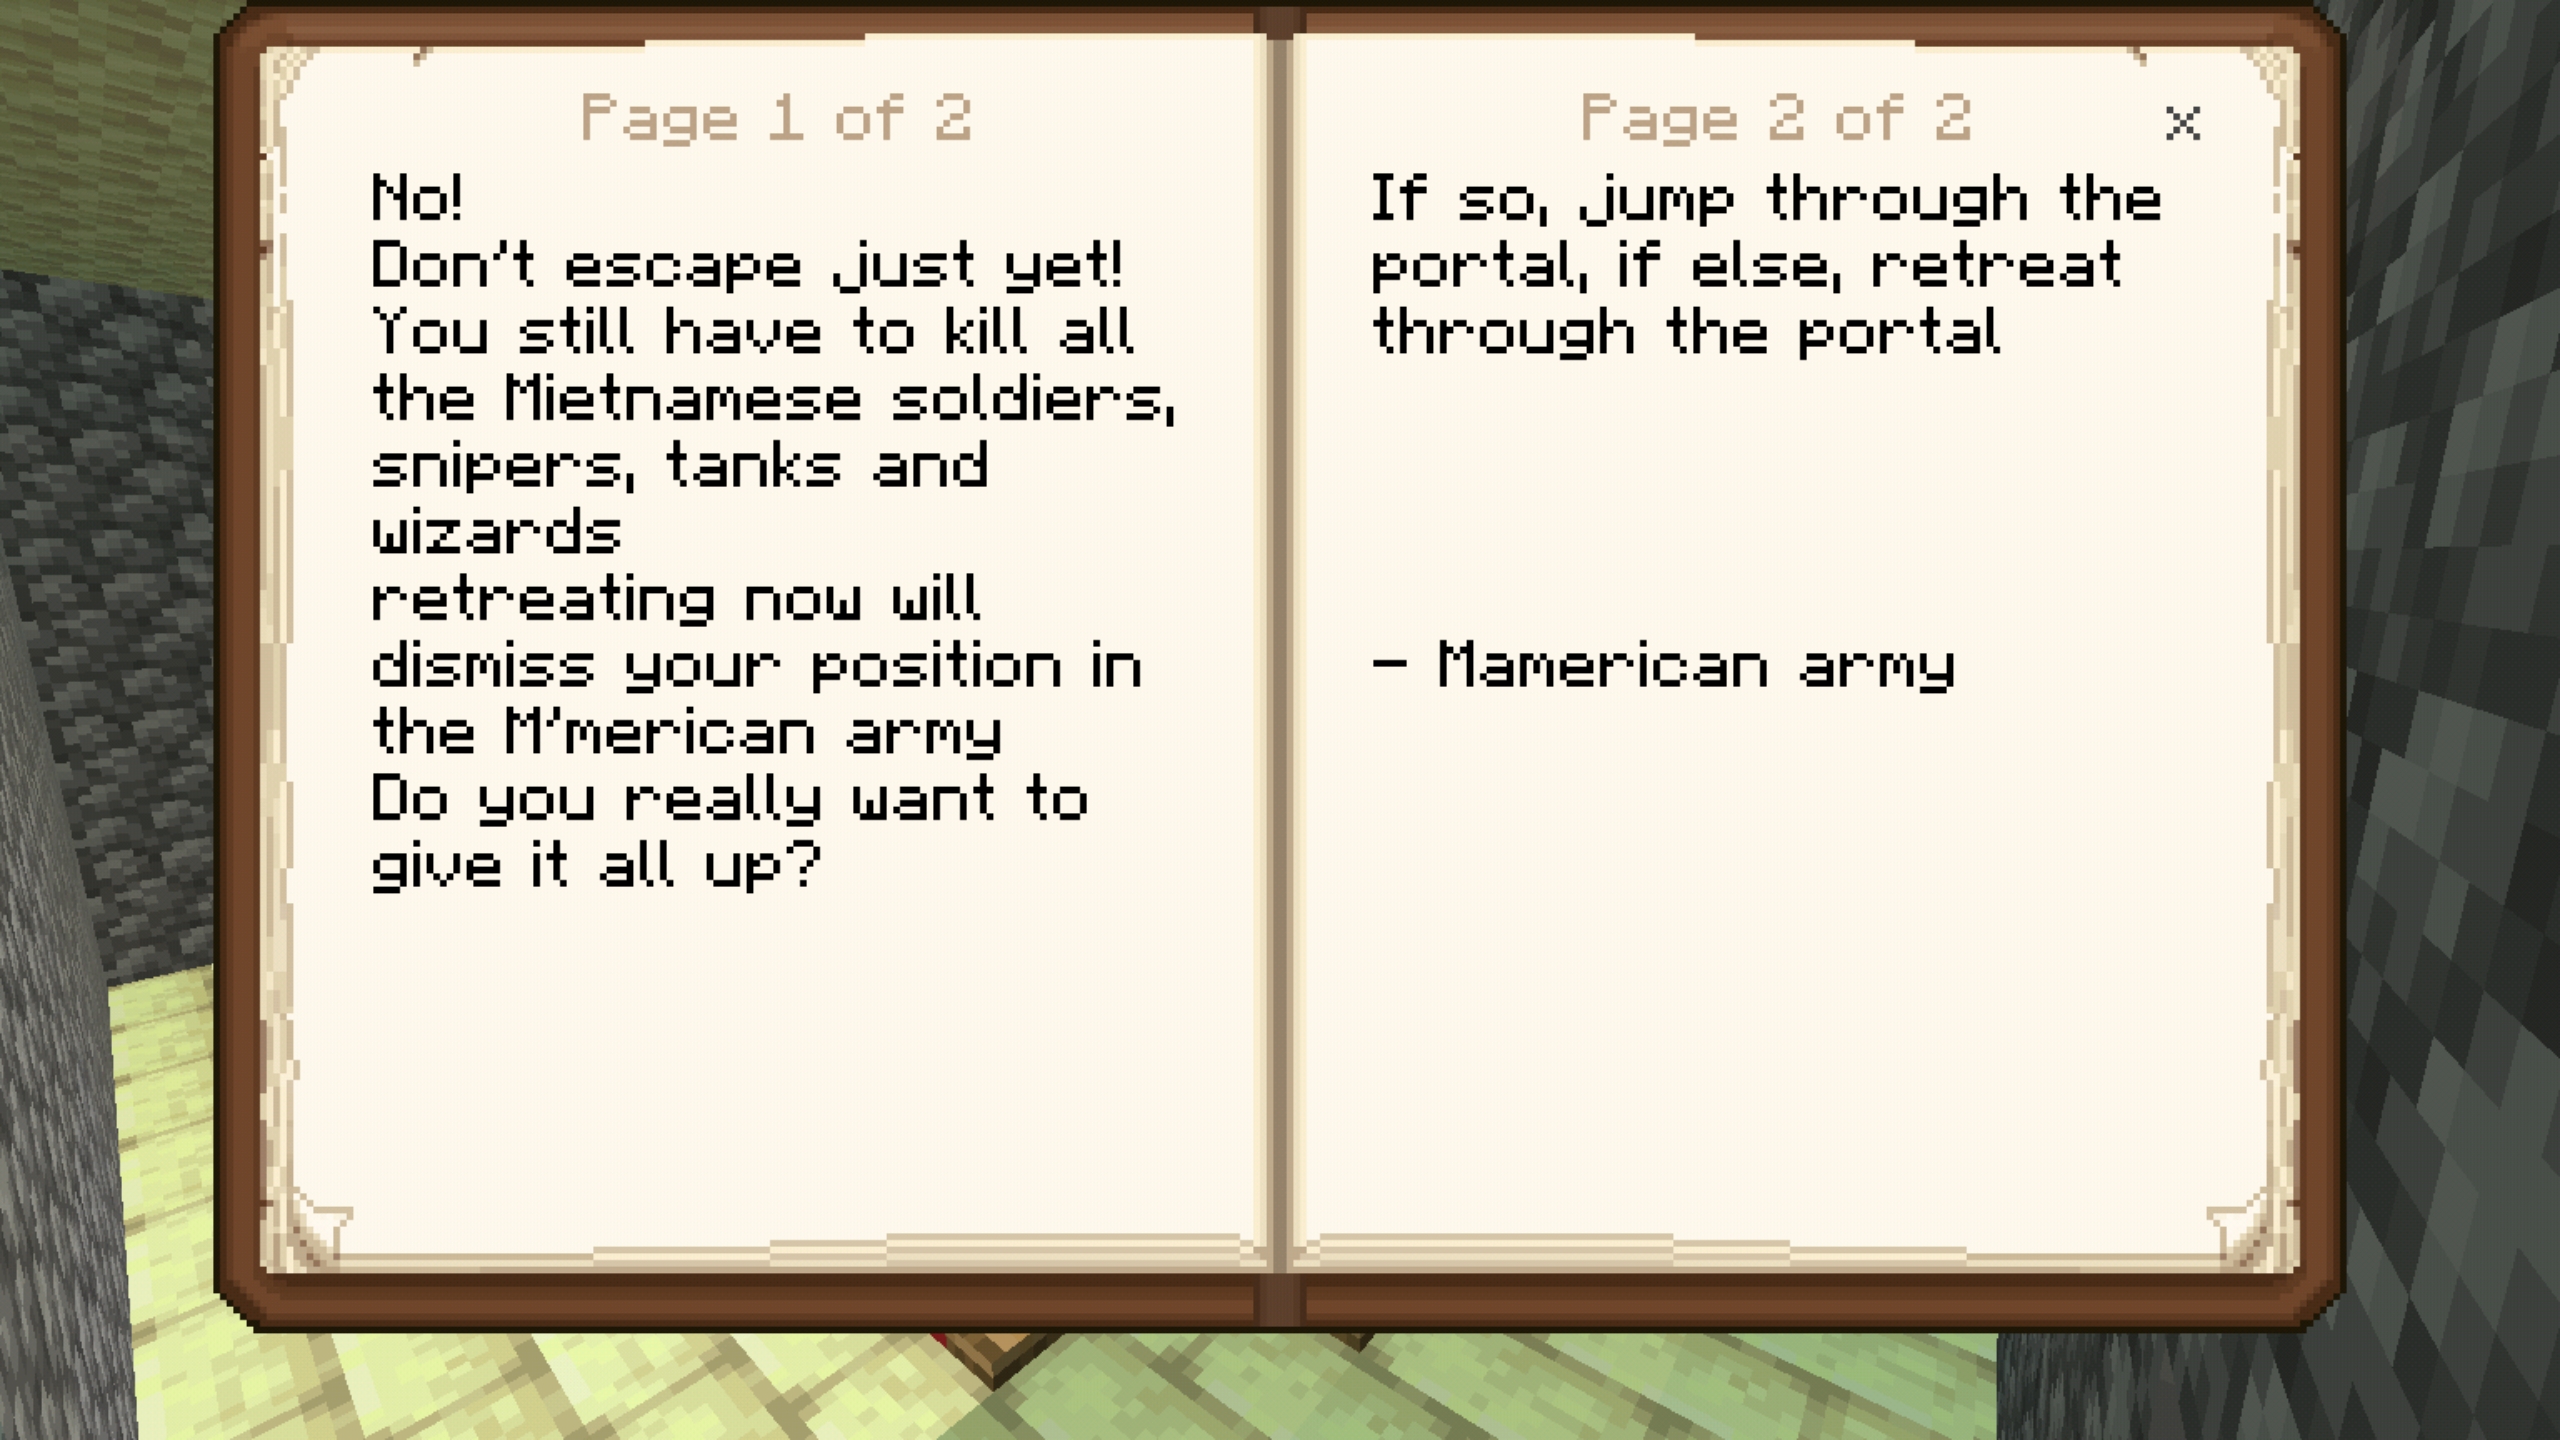 Page 1 of 2
No!
Don't escape just yet!
You still have to kill all
the Mietnamese soldiers,
snipers, tanks and
wizards
retreating now will
dismiss your position in
the M'merican army
Do you really want to
give it all up?
Page 2 of 2
x
If so, jump through the
portal, if else, retreat
through the portal
- Mamerican army